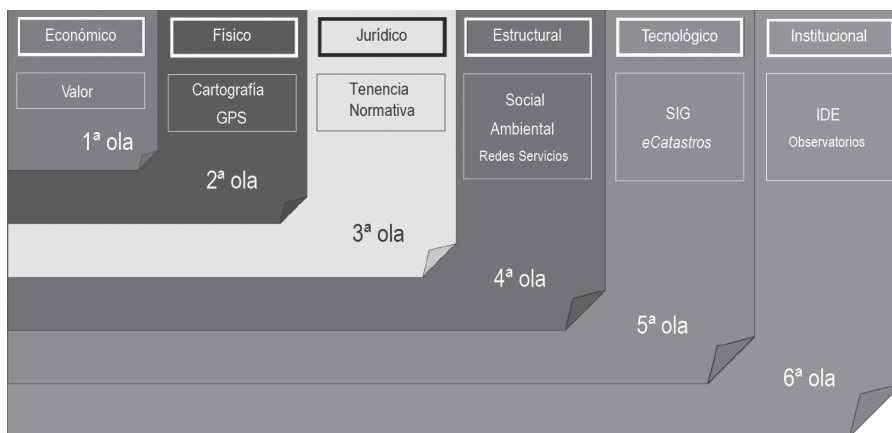 Económico
Físico
Jurídico
Estructural
Tecnológico
Institucional
Valor
Cartografía
GPS
Tenencia
Normativa
Social
Ambiental
Redes Servicios
SIG
eCatastros
IDE
Observatorios
1ª ola
2ª ola
3ª ola
4ª ola
5ª ola
6ª ola